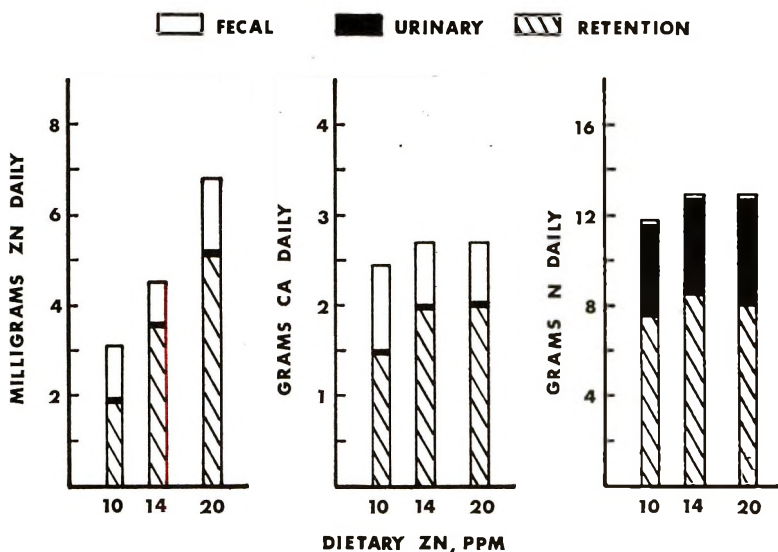 FECAL URINARY RETENTION
MILLIGRAMS ZN DAILY
8
6
4
2
10 14 20
GRAMS CA DAILY
4
3
2
1
10 14 20
GRAMS N DAILY
16
12
8
4
10 14 20
DIETARY ZN, PPM